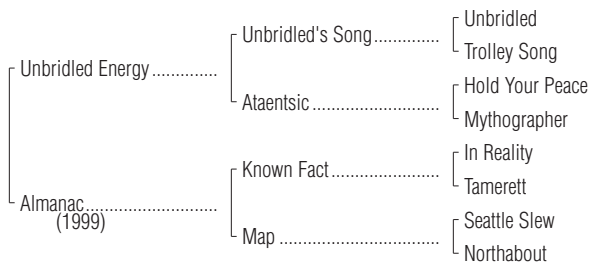 Unbridled
Unbridled's Song..............
Trolley Song
Unbridled Energy..............
Hold Your Peace
Ataentsic...........................
Mythographer
In Reality
Known Fact.......................
Tamerett
Almanac............................
(1999)
Seattle Slew
Map ..................................
Northabout